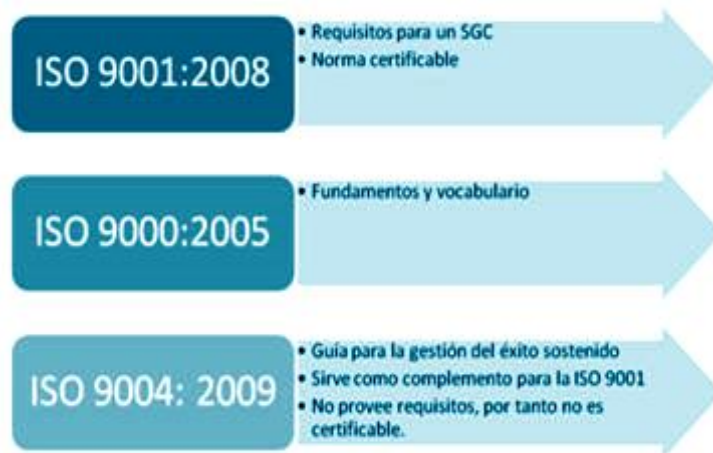 ISO 9001:2008
• Requisitos para un SGC
• Norma certificable
ISO 9000:2005
• Fundamentos y vocabulario
ISO 9004: 2009
• Guía para la gestión del éxito sostenido
• Sirve como complemento para la ISO 9001
• No provee requisitos, por tanto no es
certificable.